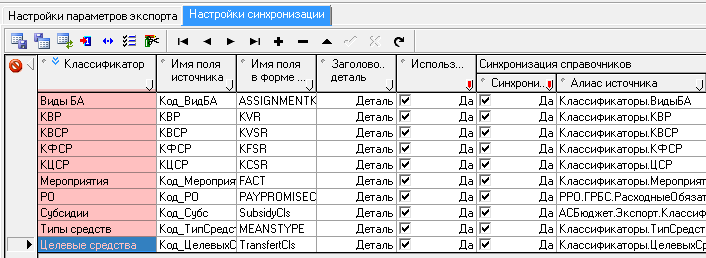 Настройки параметров экспорта Настройки синхронизации
Классификатор Имя поля источника Имя поля в форме ... Заголово.. деталь Использ... Синхронизация справочников
Синхрони... Алиас источника
Виды БА Код_ВидБА ASSIGNMENTK Деталь Да Да Классификаторы.ВидыБА
КВР КВР KVR Деталь Да Да Классификаторы.КВР
КВСР КВСР KVSR Деталь Да Да Классификаторы.КВСР
КФСР КФСР KFSR Деталь Да Да Классификаторы.КФСР
КЦСР КЦСР KCSR Деталь Да Да Классификаторы.ЦСР
Мероприятия Код_Мероприя FACT Деталь Да Да Классификаторы.Мероприят
РО Код_РО PAYPROMISEC Деталь Да Да РРО.ГРБС.РасходныеОбязат
Субсидии Код_Субс SubsidyCls Деталь Да Да АСБюджет.Экспорт.Классиф
Типы средств Код_ТипСредст MEANSTYPE Деталь Да Да Классификаторы.ТипСредст
Целевые средства Код_ЦелевыхС TransfertCls Деталь Да Да Классификаторы.ЦелевыхСр